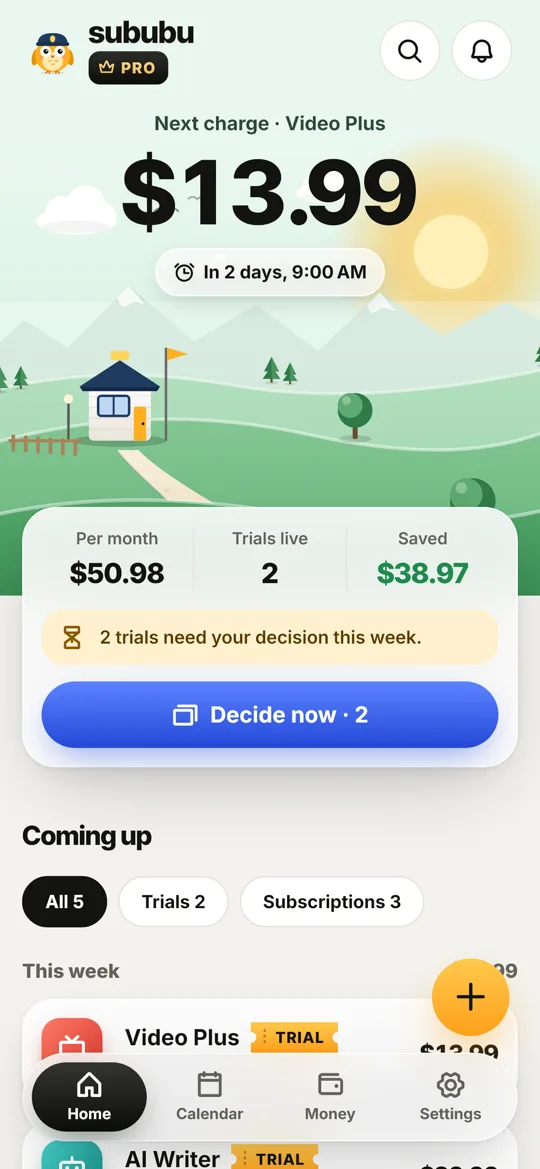 sububu
PRO
Next charge · Video Plus
$13.99
In 2 days, 9:00 AM
Per month
Trials live
Saved
$50.98
2
$38.97
2 trials need your decision this week.
Decide now · 2
Coming up
All 5
Trials 2
Subscriptions 3
This week
Video Plus
TRIAL
$13.99
Home
Calendar
Money
Settings
AI Writer
TRIAL